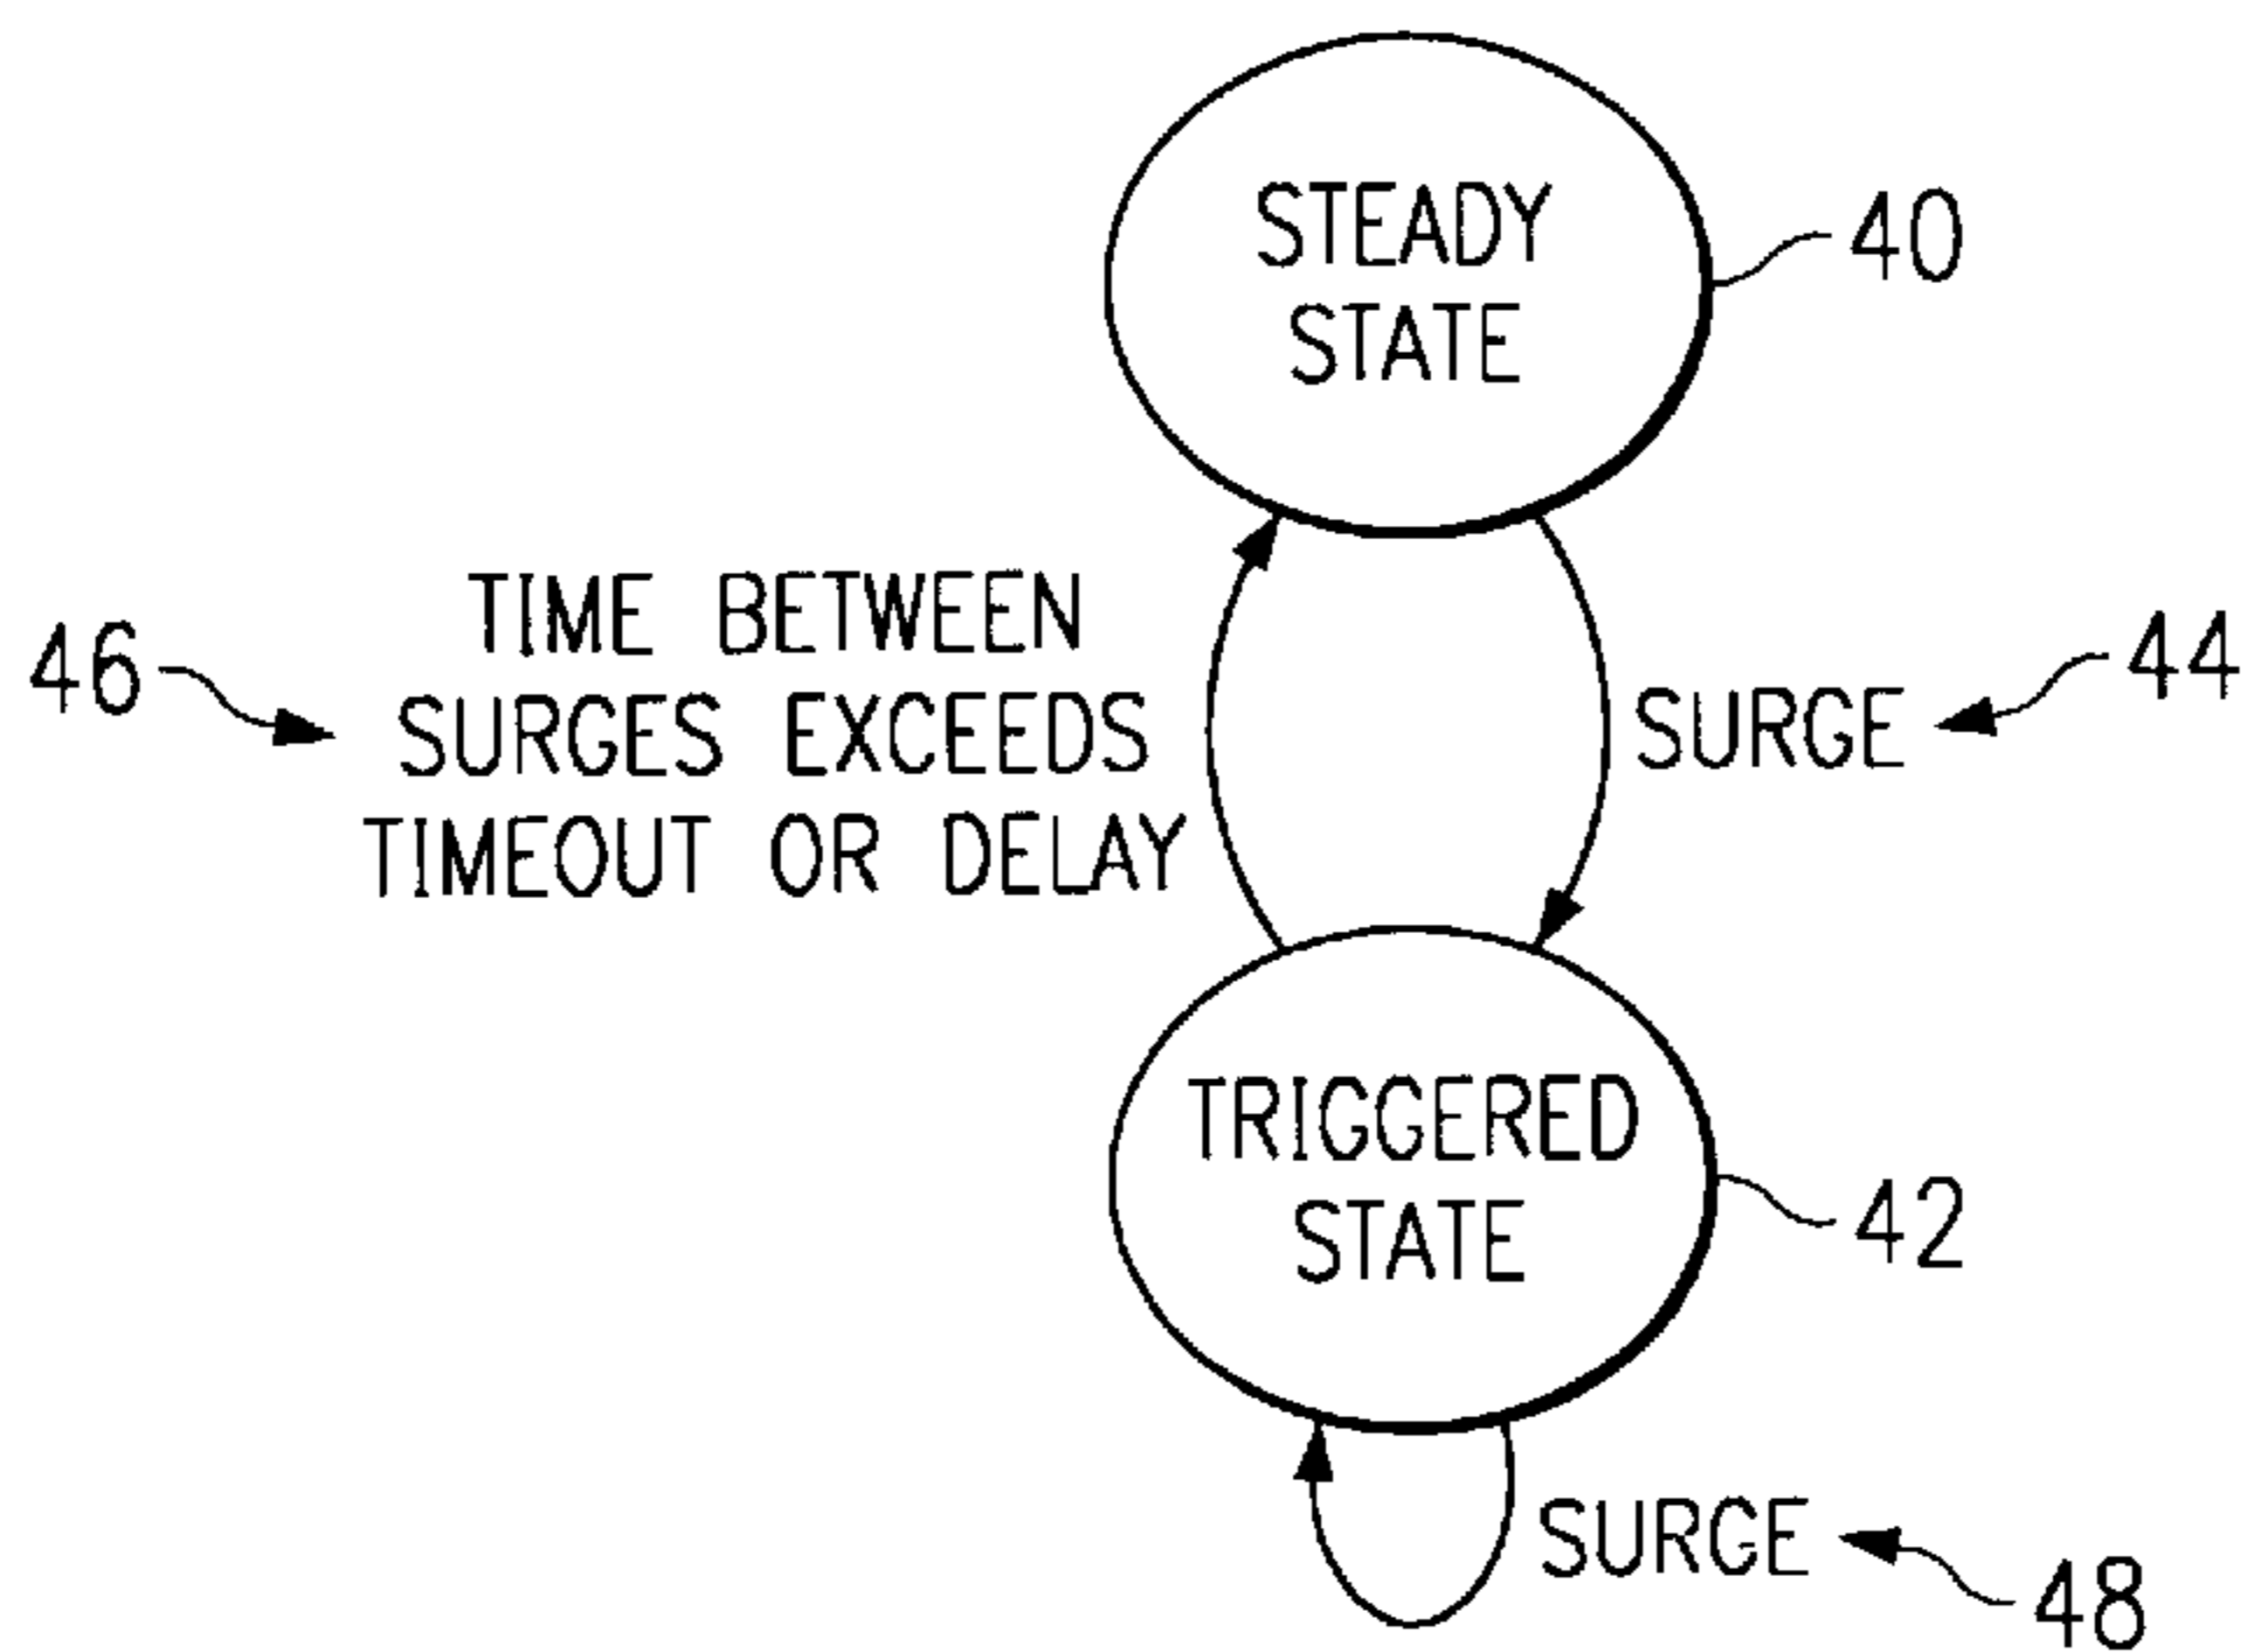 STEADY
STATE
40
TIME BETWEEN
SURGES EXCEEDS
TIMEOUT OR DELAY
46
SURGE
44
TRIGGERED
STATE
42
SURGE
48